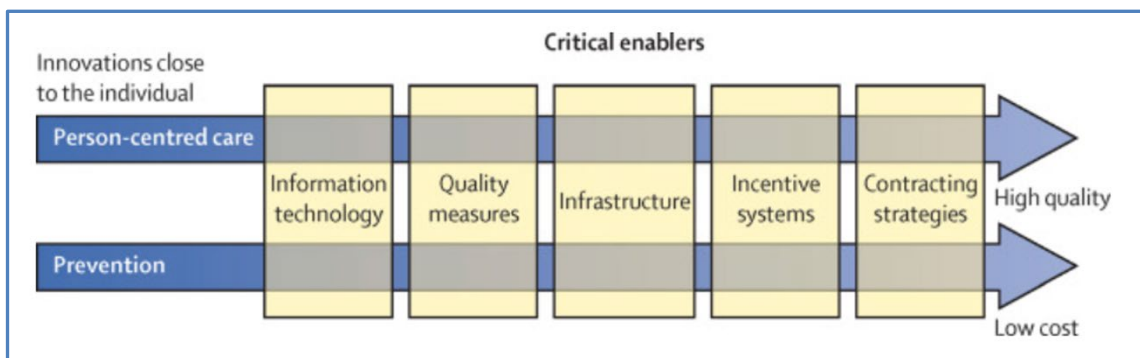 Critical enablers
Innovations close
to the individual
Person-centred care
Information
technology
Quality
measures
Infrastructure
Incentive
systems
Contracting
strategies
High quality
Prevention
Low cost